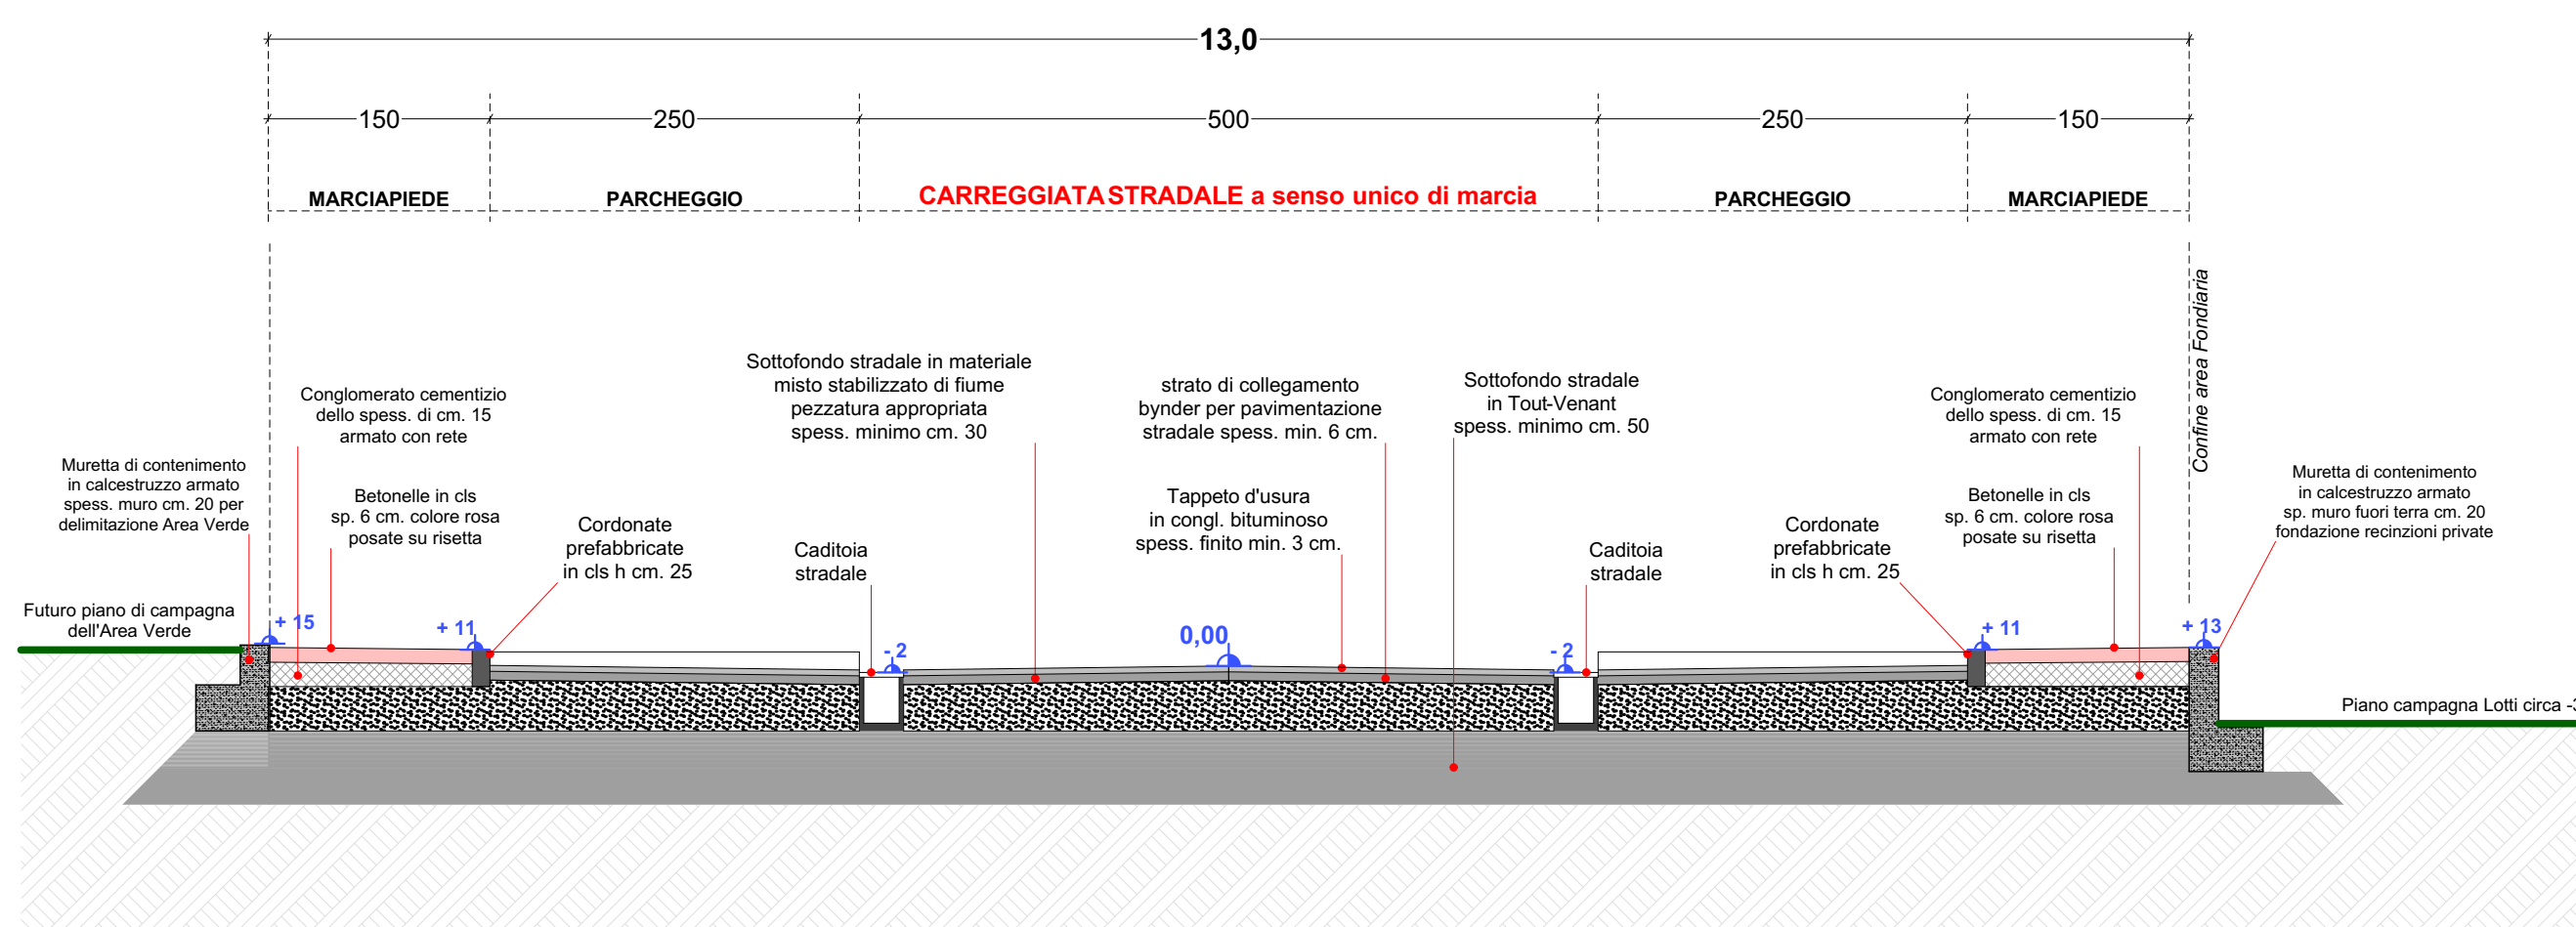 13,0
150
250
500
250
150
MARCIAPIEDE
PARCHEGGIO
CARREGGIATA STRADALE a senso unico di marcia
PARCHEGGIO
MARCIAPIEDE
Confine area Fondiaria
Muretta di contenimento
in calcestruzzo armato
spess. muro cm. 20 per
delimitazione Area Verde
Conglomerato cementizio
dello spess. di cm. 15
armato con rete
Betonelle in cls
sp. 6 cm. colore rosa
posate su risetta
Cordonate
prefabbricate
in cls h cm. 25
Sottofondo stradale in materiale
misto stabilizzato di fiume
pezzatura appropriata
spess. minimo cm. 30
Caditoia
stradale
strato di collegamento
bynder per pavimentazione
stradale spess. min. 6 cm.
Tappeto d'usura
in congl. bituminoso
spess. finito min. 3 cm.
Sottofondo stradale
in Tout-Venant
spess. minimo cm. 50
Caditoia
stradale
Cordonate
prefabbricate
in cls h cm. 25
Conglomerato cementizio
dello spess. di cm. 15
armato con rete
Betonelle in cls
sp. 6 cm. colore rosa
posate su risetta
Muretta di contenimento
in calcestruzzo armato
sp. muro fuori terra cm. 20
fondazione recinzioni private
Futuro piano di campagna
dell'Area Verde
+ 15
+ 11
- 2
0,00
- 2
+ 11
+ 13
Piano campagna Lotti circa